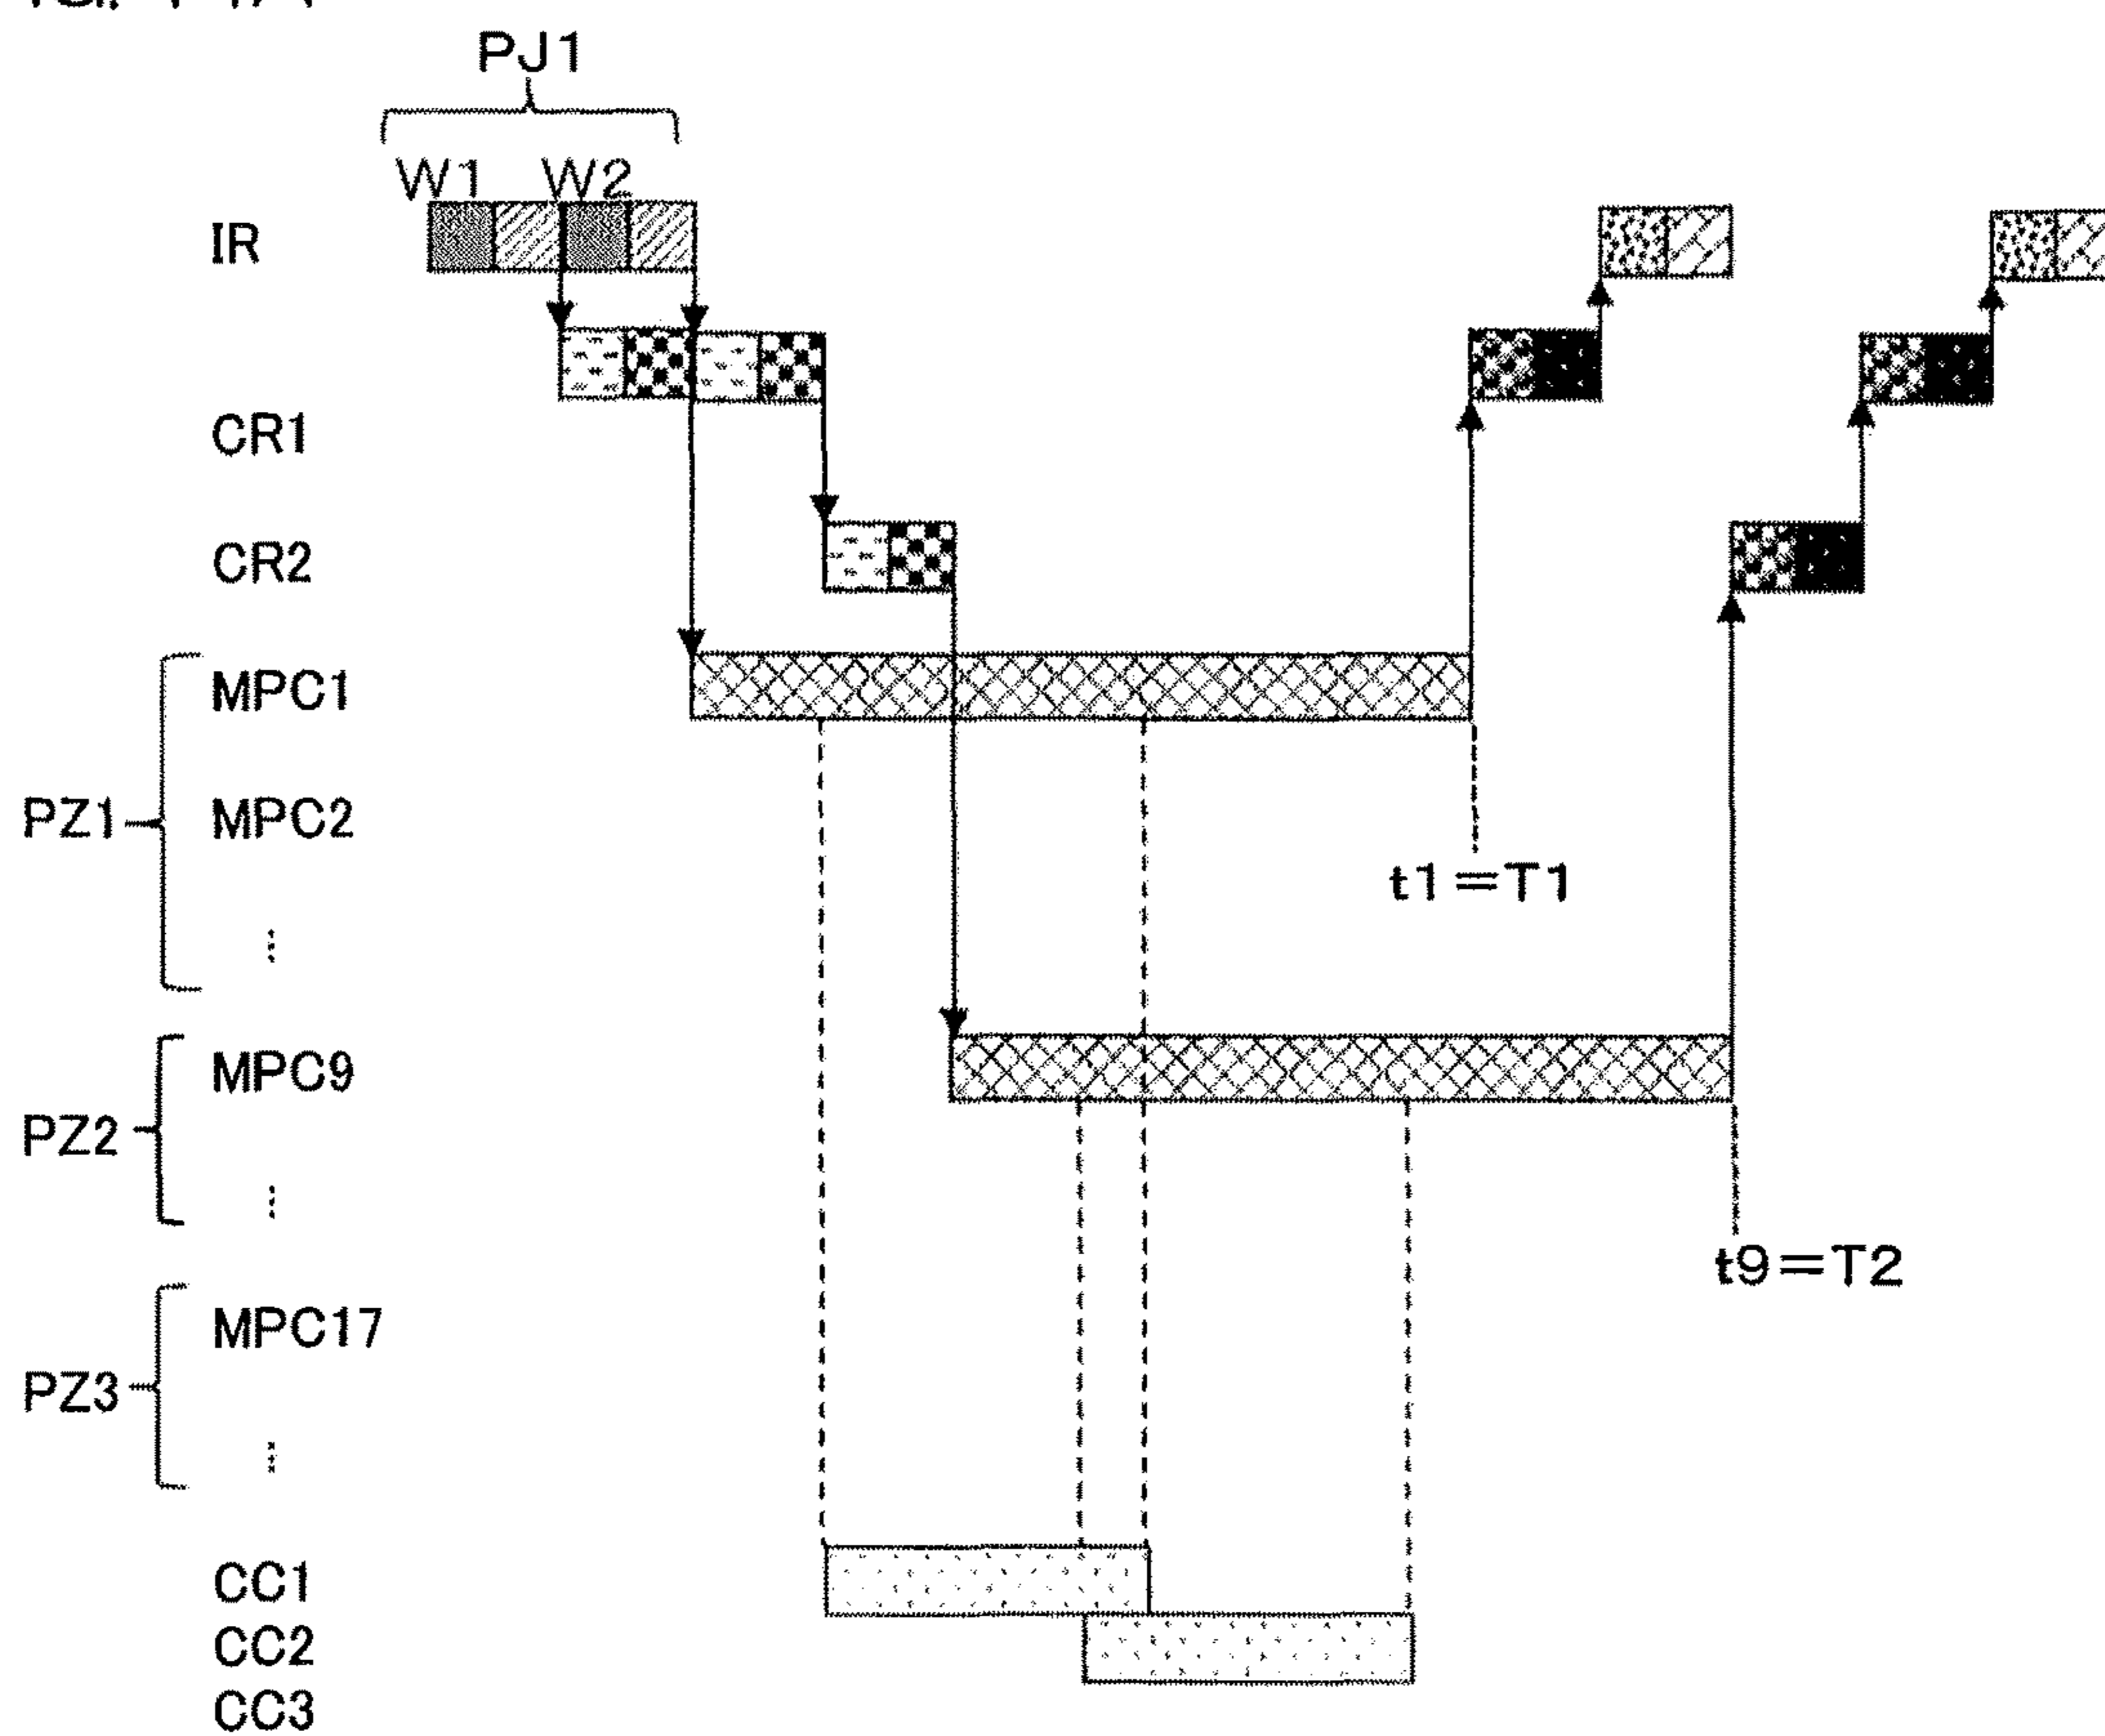 PJ1
W1 W2
IR
CR1
CR2
MPC1
PZ1
MPC2
t1=T1
MPC9
PZ2
t9=T2
MPC17
PZ3
CC1
CC2
CC3